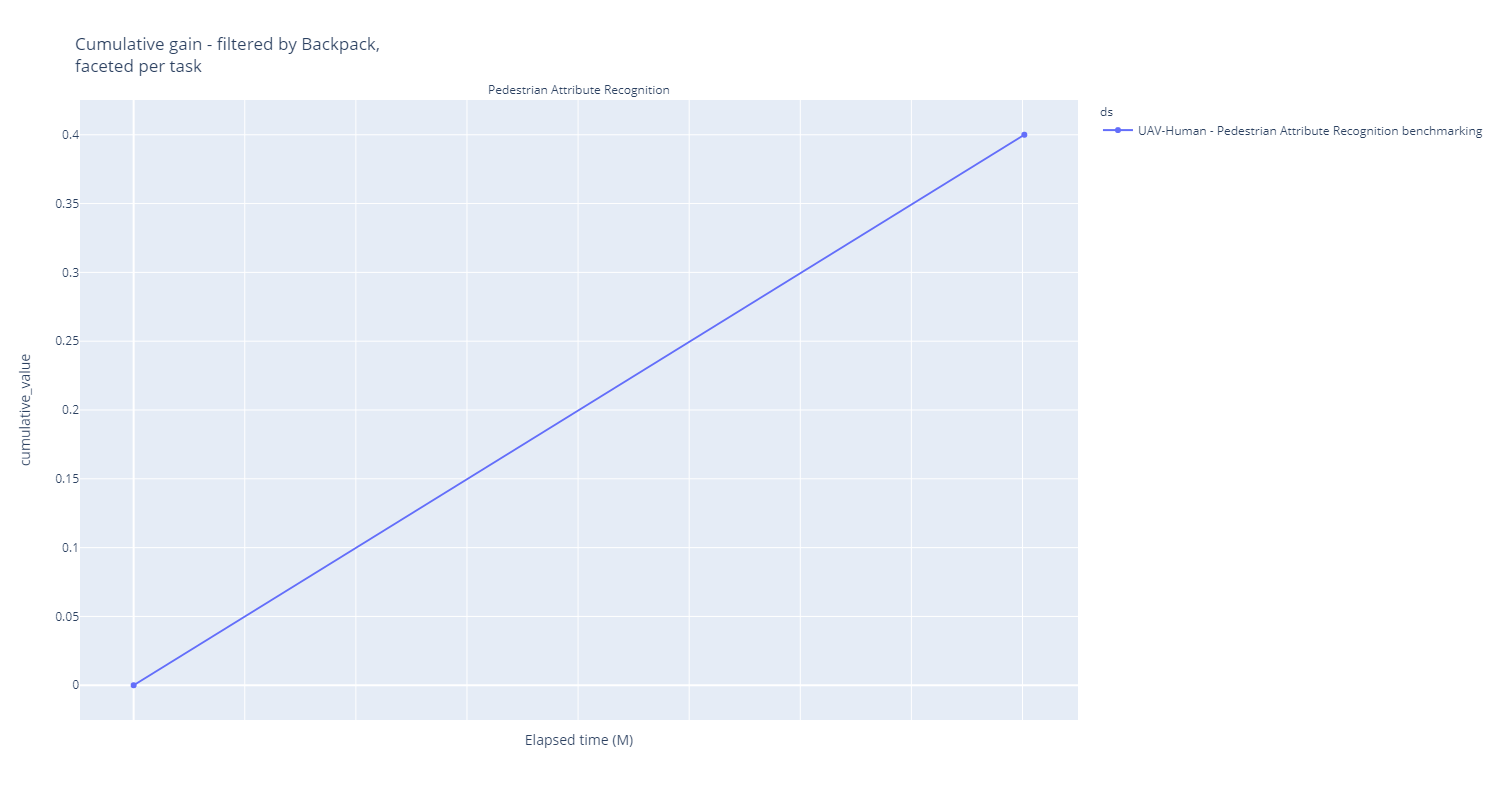 Cumulative gain - filtered by Backpack,
faceted per task
Pedestrian Attribute Recognition
ds
UAV-Human - Pedestrian Attribute Recognition benchmarking
0.4
0.35
0.3
0.25
0.2
0.15
0.1
0.05
0
cumulative_value
Elapsed time (M)